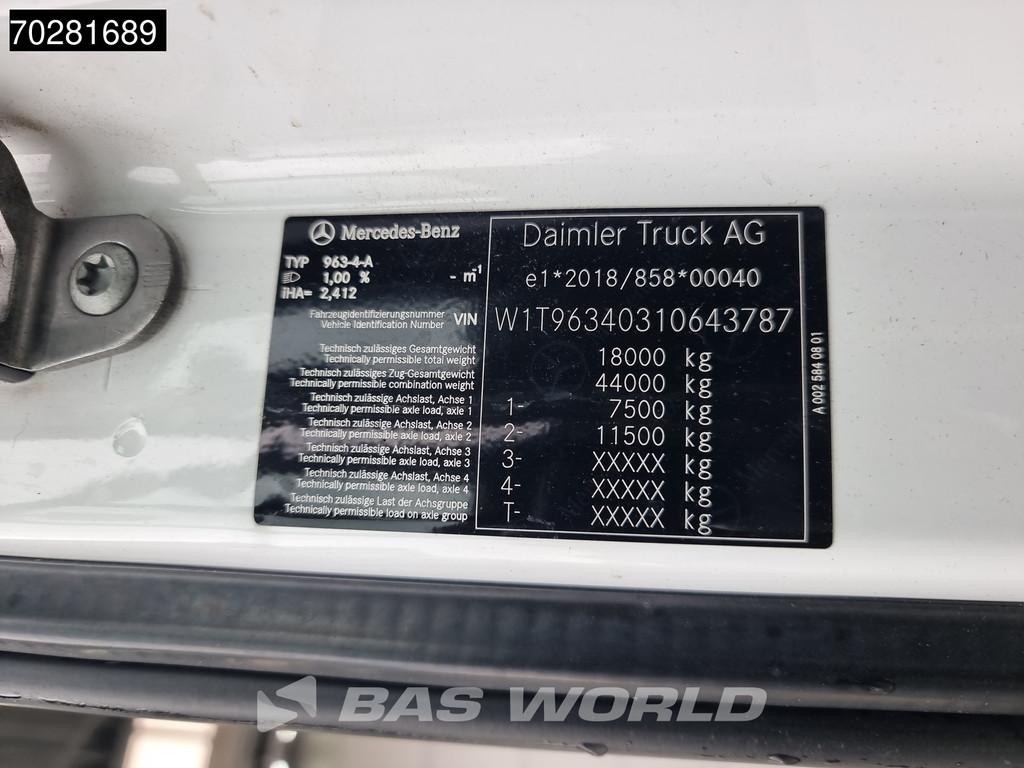 70281689
Mercedes-Benz
TYP 963-4-A
1,00 % - m-1
iHA= 2,412
Daimler Truck AG
e1*2018/858*00040
Fahrzeugidentifizierungsnummer
Vehicle Identification Number VIN W1T96340310643787
Technisch zulässiges Gesamtgewicht
Technically permissible total weight 18000 kg
Technisch zulässiges Zug-Gesamtgewicht
Technically permissible combination weight 44000 kg
Technisch zulässige Achslast, Achse 1
Technically permissible axle load, axle 1 1- 7500 kg
Technisch zulässige Achslast, Achse 2
Technically permissible axle load, axle 2 2- 11500 kg
Technisch zulässige Achslast, Achse 3
Technically permissible axle load, axle 3 3- XXXXX kg
Technisch zulässige Achslast, Achse 4
Technically permissible axle load, axle 4 4- XXXXX kg
Technisch zulässige Last der Achsgruppe
Technically permissible load on axle group T- XXXXX kg
A 002 584 08 01
BAS WORLD